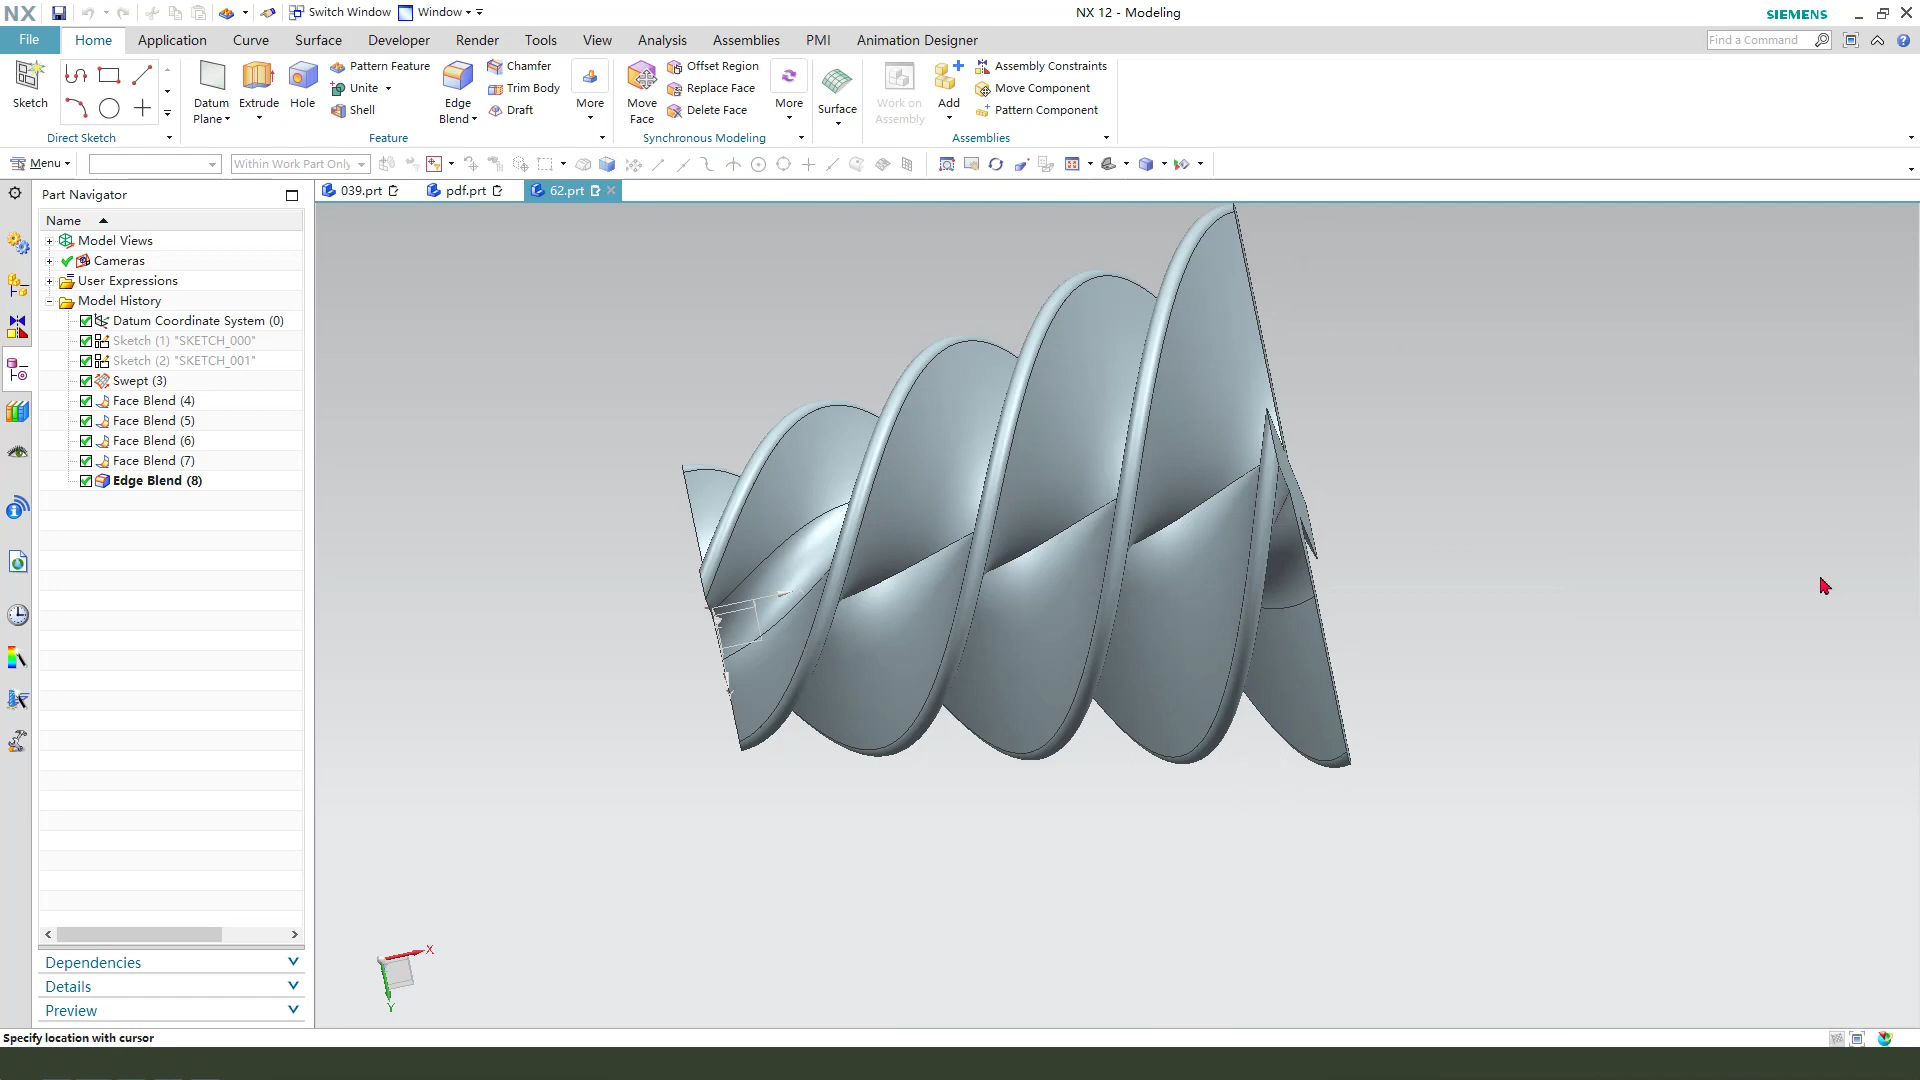 NX
Switch Window
Window
NX 12 - Modeling
SIEMENS
File
Home
Application
Curve
Surface
Developer
Render
Tools
View
Analysis
Assemblies
PMI
Animation Designer
Find a Command
Sketch
Direct Sketch
Datum Plane
Extrude
Hole
Pattern Feature
Unite
Shell
Edge Blend
Chamfer
Trim Body
Draft
More
Feature
Move Face
Offset Region
Replace Face
Delete Face
More
Synchronous Modeling
Surface
Work on Assembly
Add
Assembly Constraints
Move Component
Pattern Component
Assemblies
Menu
Within Work Part Only
Part Navigator
039.prt
pdf.prt
62.prt
Name
Model Views
Cameras
User Expressions
Model History
Datum Coordinate System (0)
Sketch (1) "SKETCH_000"
Sketch (2) "SKETCH_001"
Swept (3)
Face Blend (4)
Face Blend (5)
Face Blend (6)
Face Blend (7)
Edge Blend (8)
X
Y
Dependencies
Details
Preview
Specify location with cursor